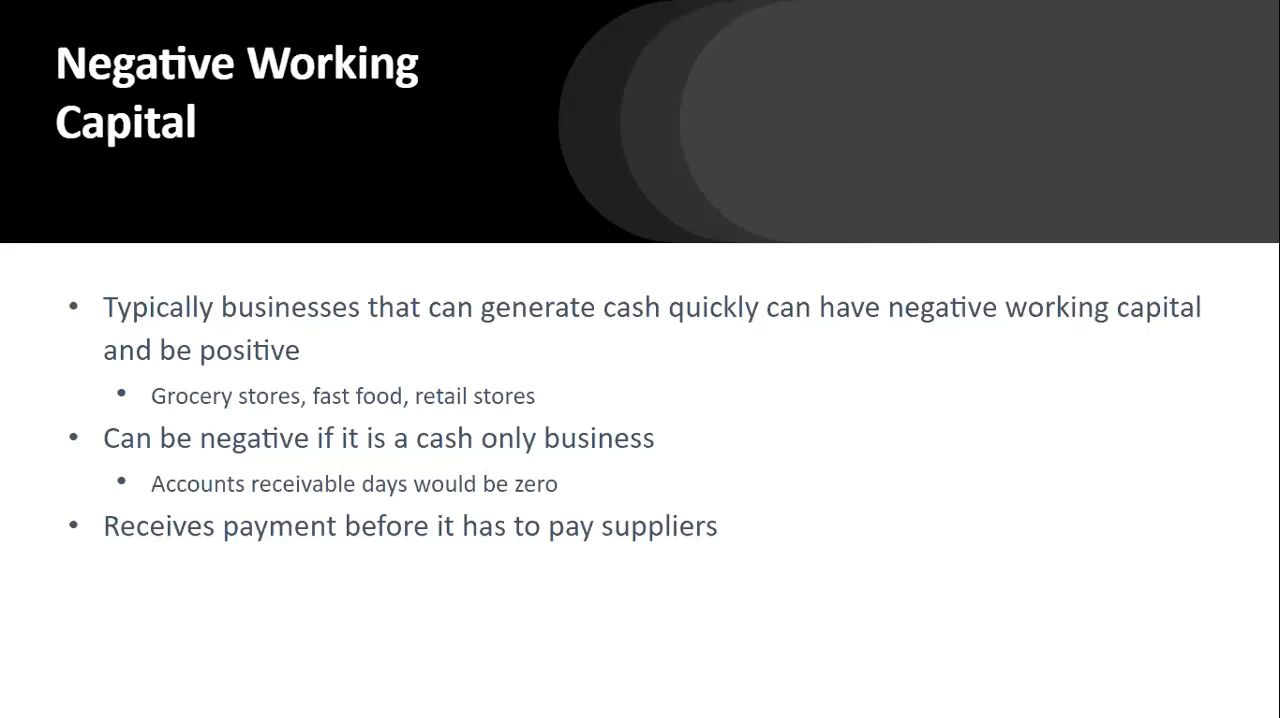 Negative Working
Capital
• Typically businesses that can generate cash quickly can have negative working capital
and be positive
• Grocery stores, fast food, retail stores
• Can be negative if it is a cash only business
• Accounts receivable days would be zero
• Receives payment before it has to pay suppliers